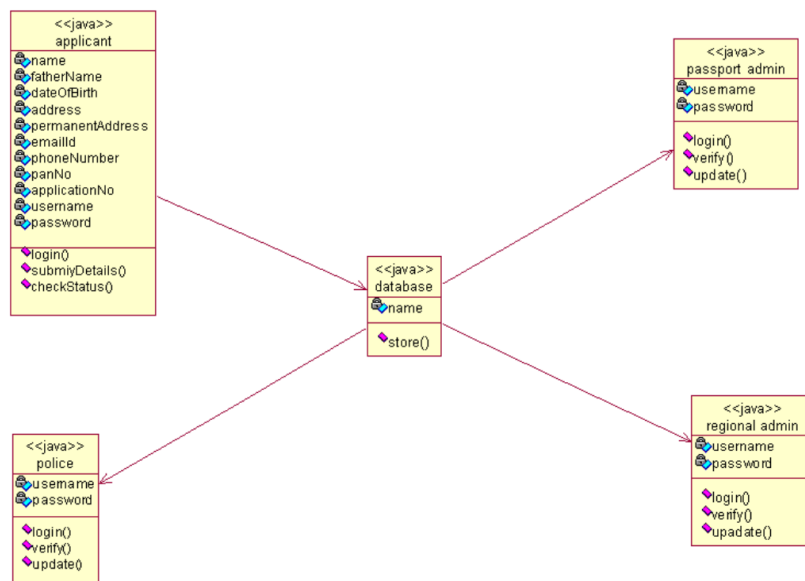 <<java>>
applicant
name
fatherName
dateOfBirth
address
permanentAddress
emailId
phoneNumber
panNo
applicationNo
username
password
login()
submiyDetails()
checkStatus()
<<java>>
passport admin
username
password
login()
verify()
update()
<<java>>
database
name
store()
<<java>>
police
username
password
login()
verify()
update()
<<java>>
regional admin
username
password
login()
verify()
upadate()